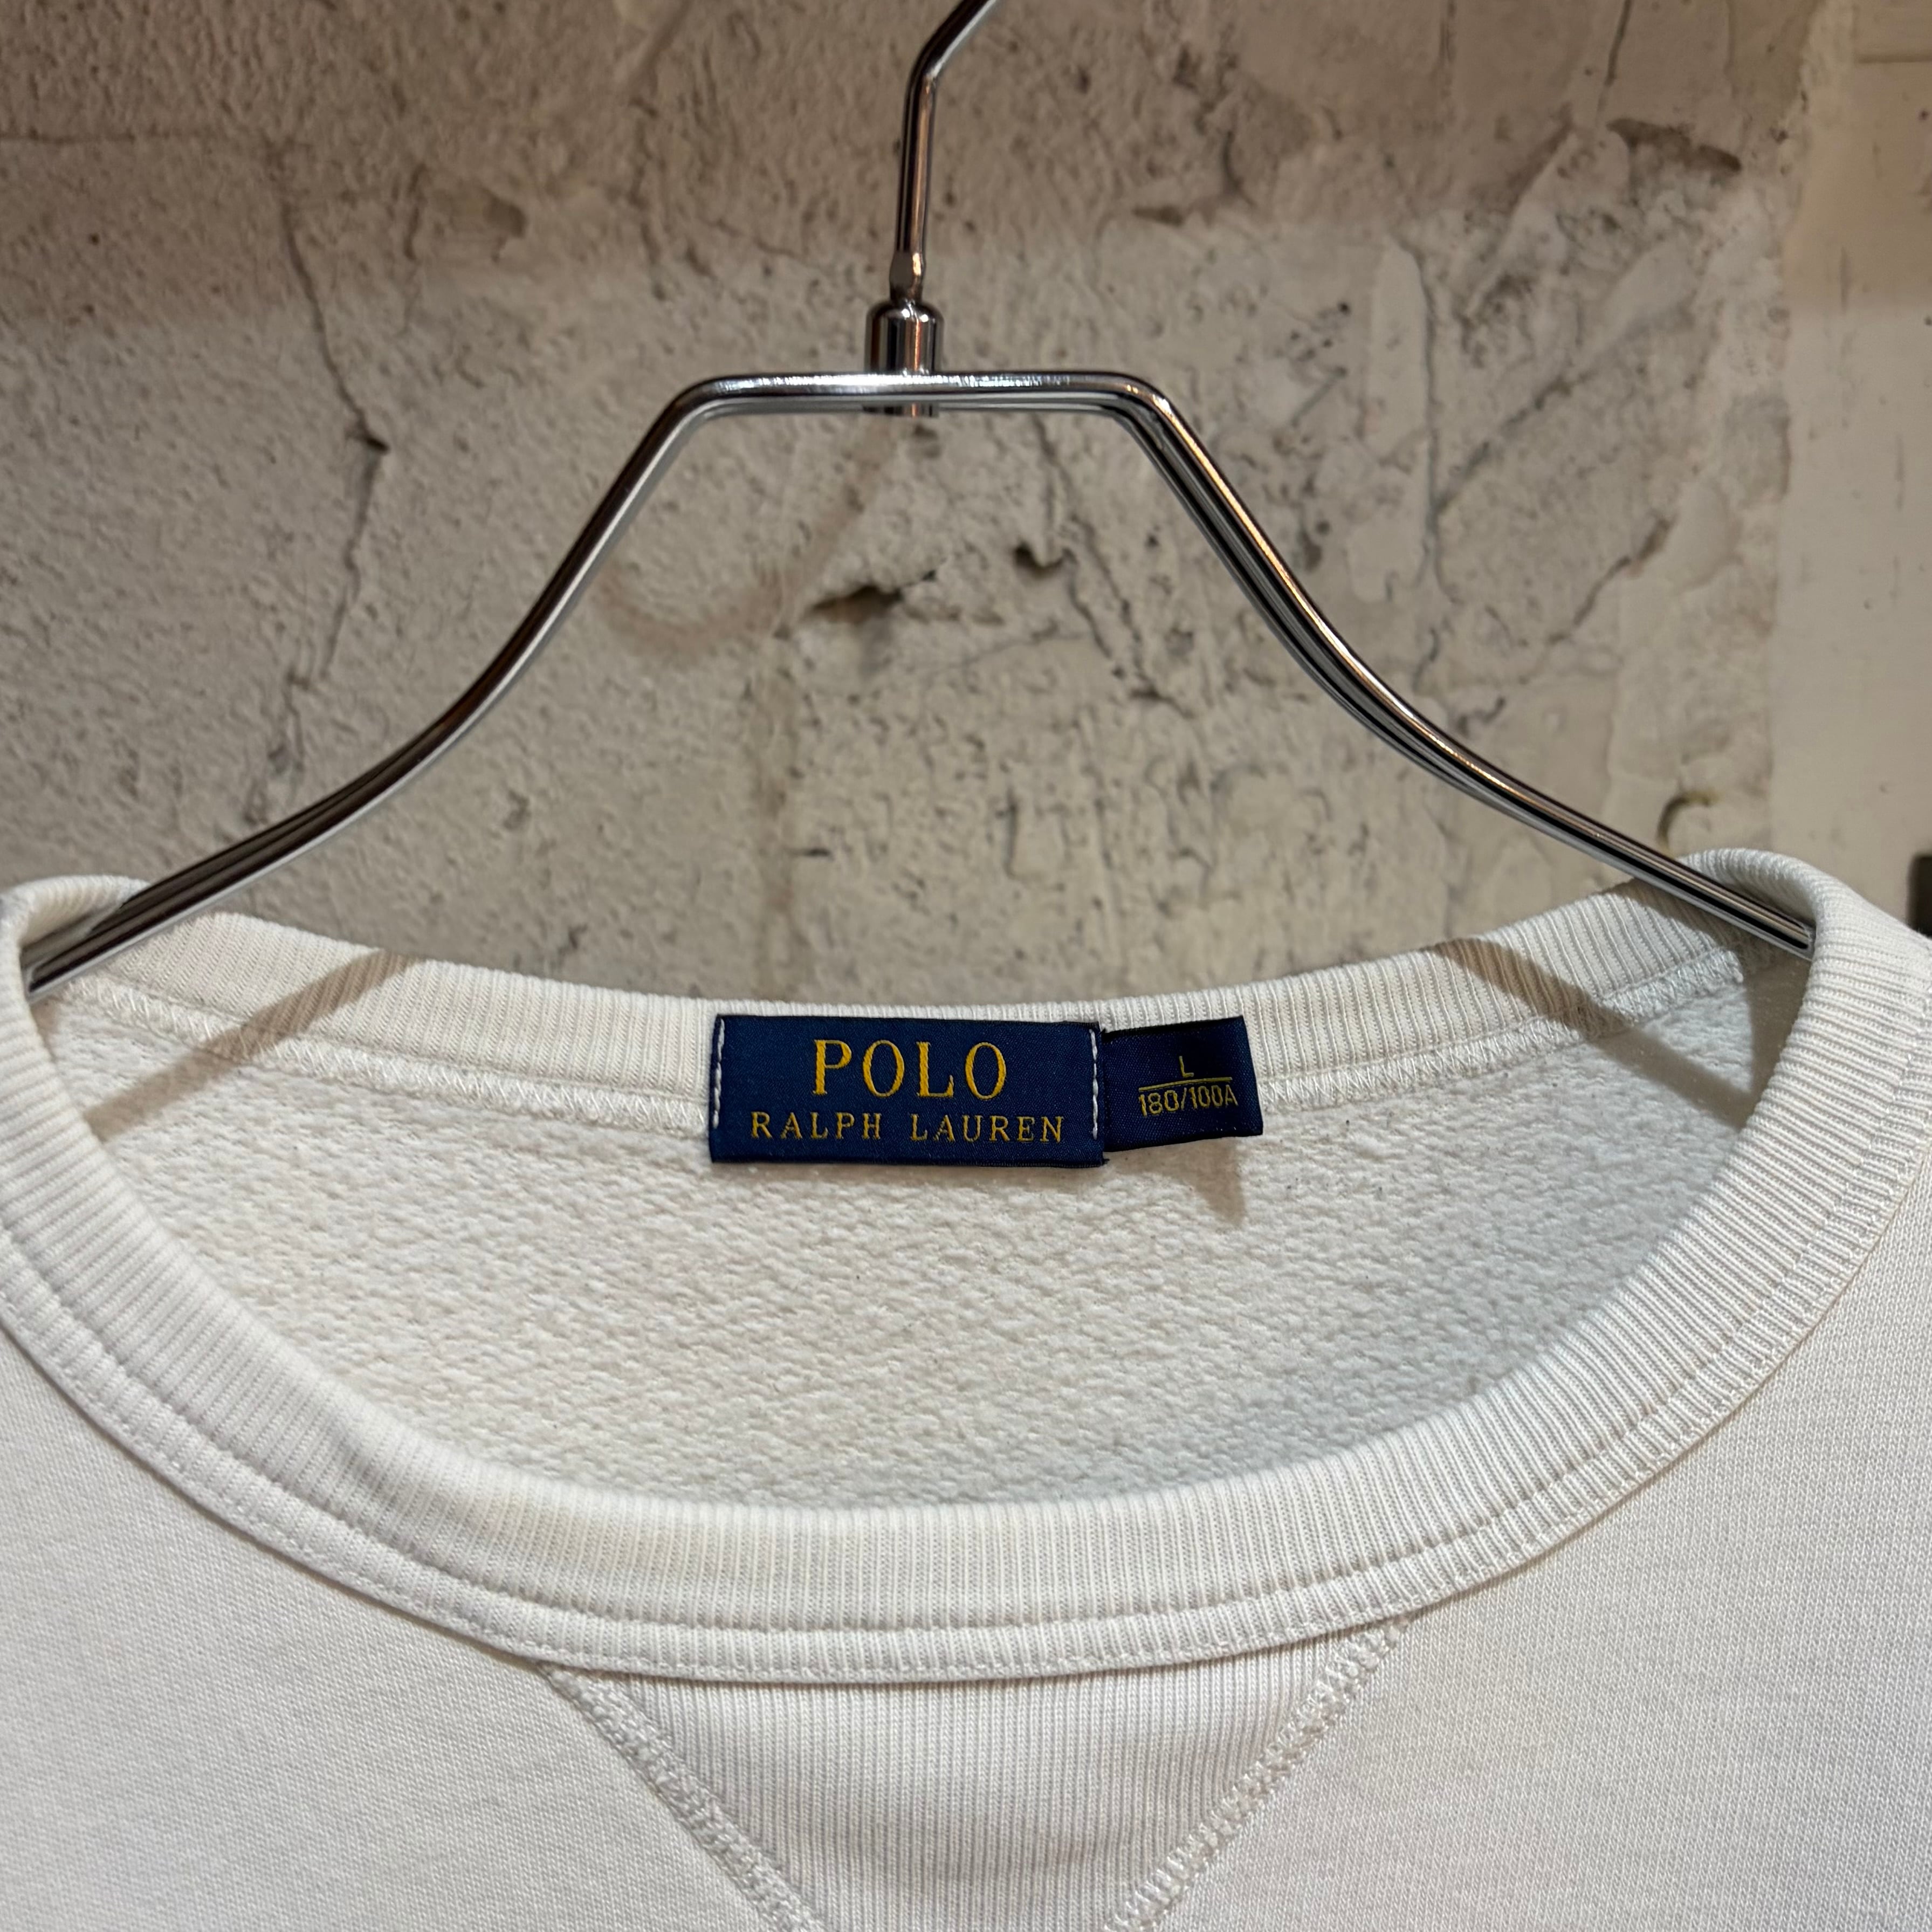 POLO
RALPH LAUREN
L
180/100A